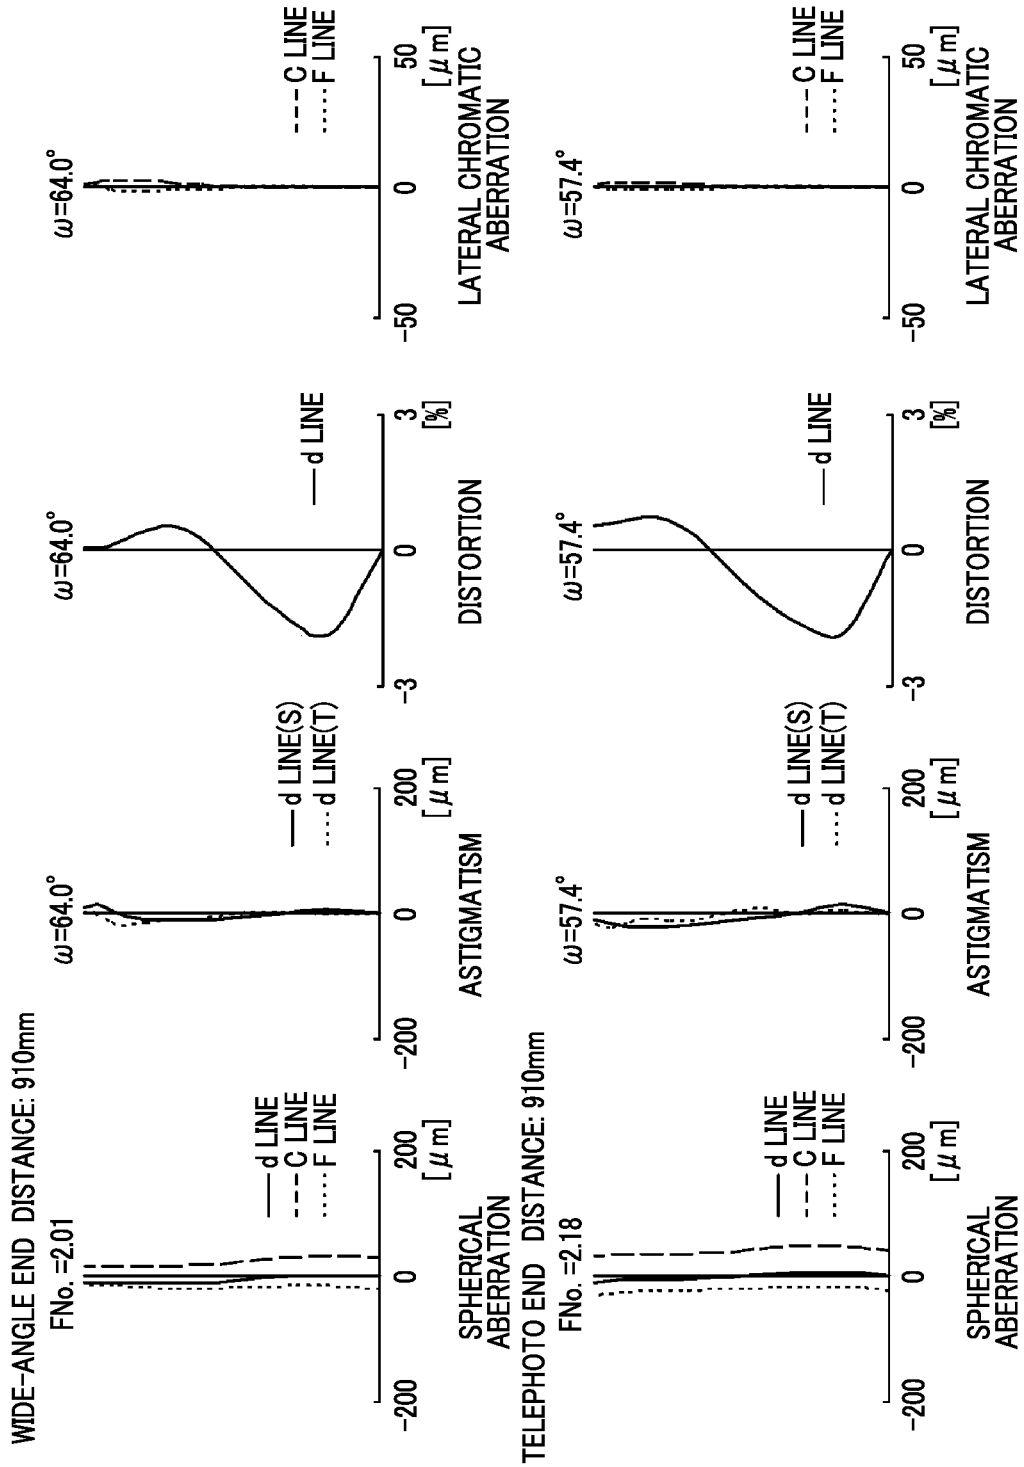 WIDE-ANGLE END DISTANCE: 910mm
FNo. =2.01
d LINE
C LINE
F LINE
-200 0 200
[μm]
SPHERICAL
ABERRATION
ω=64.0°
d LINE(S)
d LINE(T)
-200 0 200
[μm]
ASTIGMATISM
ω=64.0°
d LINE
-3 0 3
[%]
DISTORTION
ω=64.0°
C LINE
F LINE
-50 0 50
[μm]
LATERAL CHROMATIC
ABERRATION
TELEPHOTO END DISTANCE: 910mm
FNo. =2.18
d LINE
C LINE
F LINE
-200 0 200
[μm]
SPHERICAL
ABERRATION
ω=57.4°
d LINE(S)
d LINE(T)
-200 0 200
[μm]
ASTIGMATISM
ω=57.4°
d LINE
-3 0 3
[%]
DISTORTION
ω=57.4°
C LINE
F LINE
-50 0 50
[μm]
LATERAL CHROMATIC
ABERRATION